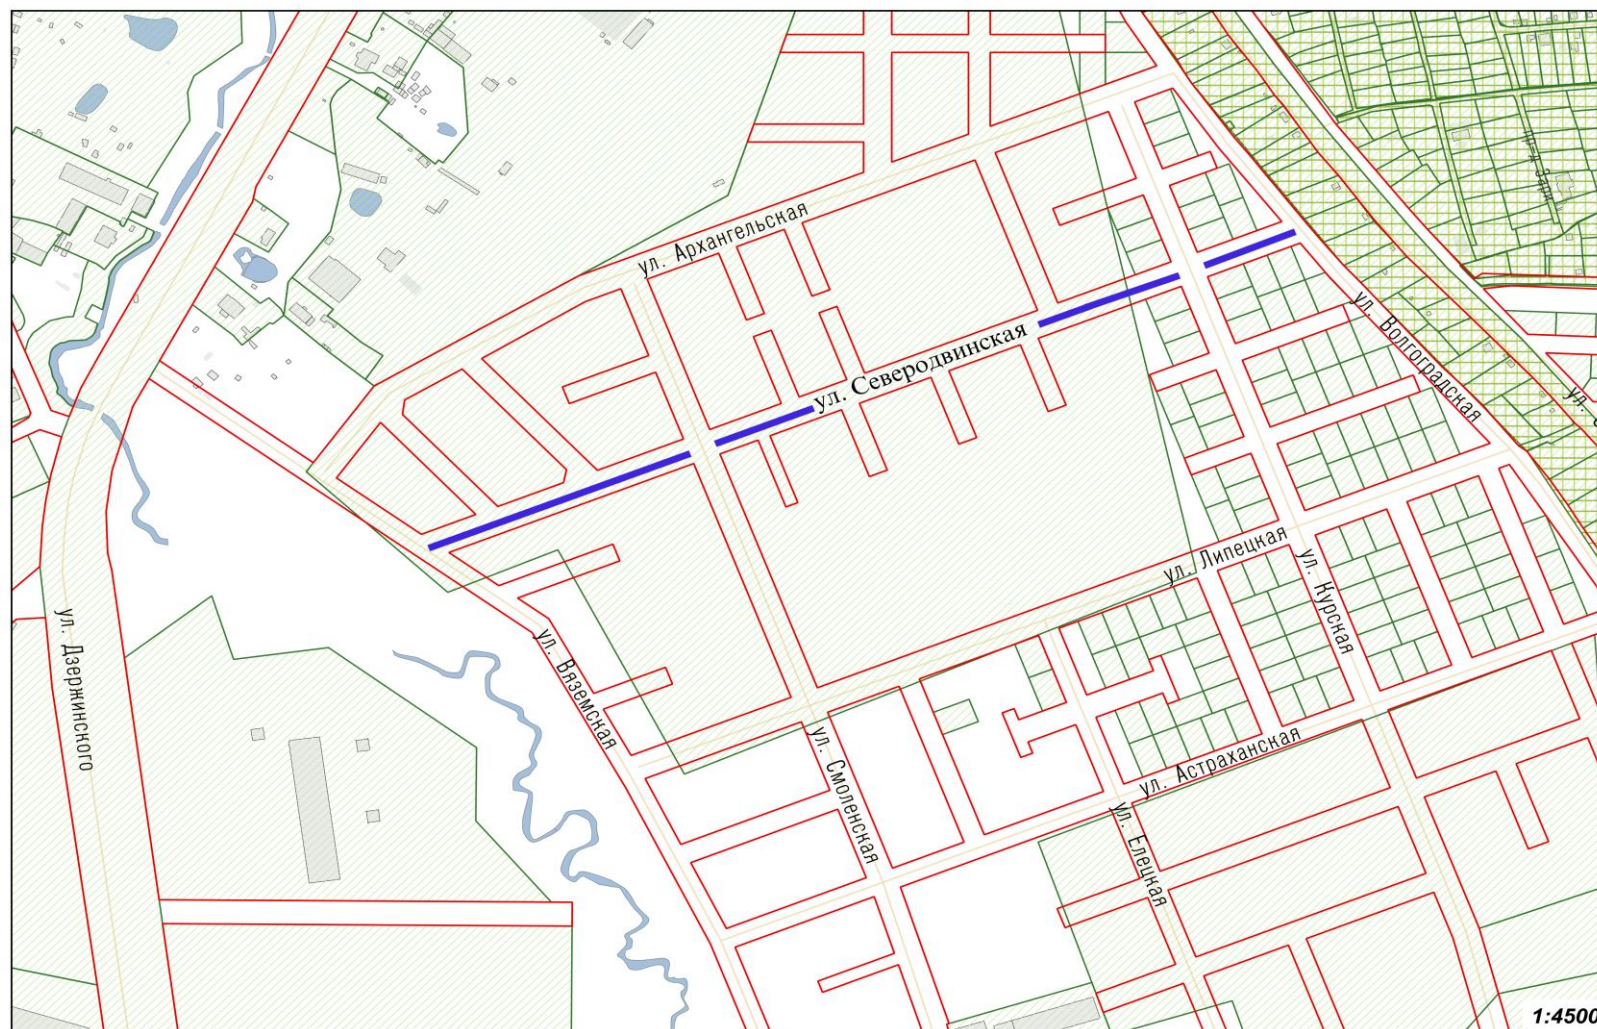 ул. Архангельская
ул. Северодвинская
ул. Волгоградская
ул. Липецкая
ул. Курская
ул. Дзержинского
ул. Вяземская
ул. Смоленская
ул. Астраханская
ул. Елецкая
ул.
1:4500